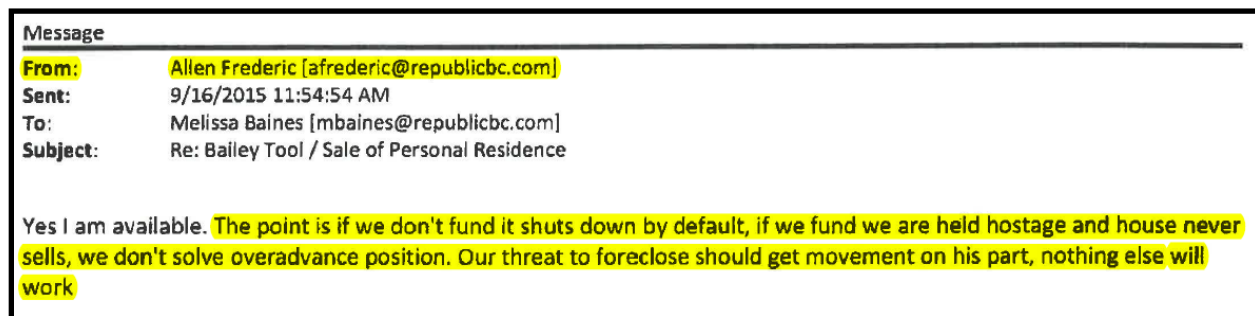 Message
From: Allen Frederic [afrederic@republicbc.com]
Sent: 9/16/2015 11:54:54 AM
To: Melissa Baines [mbaines@republicbc.com]
Subject: Re: Bailey Tool / Sale of Personal Residence
Yes I am available. The point is if we don't fund it shuts down by default, if we fund we are held hostage and house never
sells, we don't solve overadvance position. Our threat to foreclose should get movement on his part, nothing else will
work